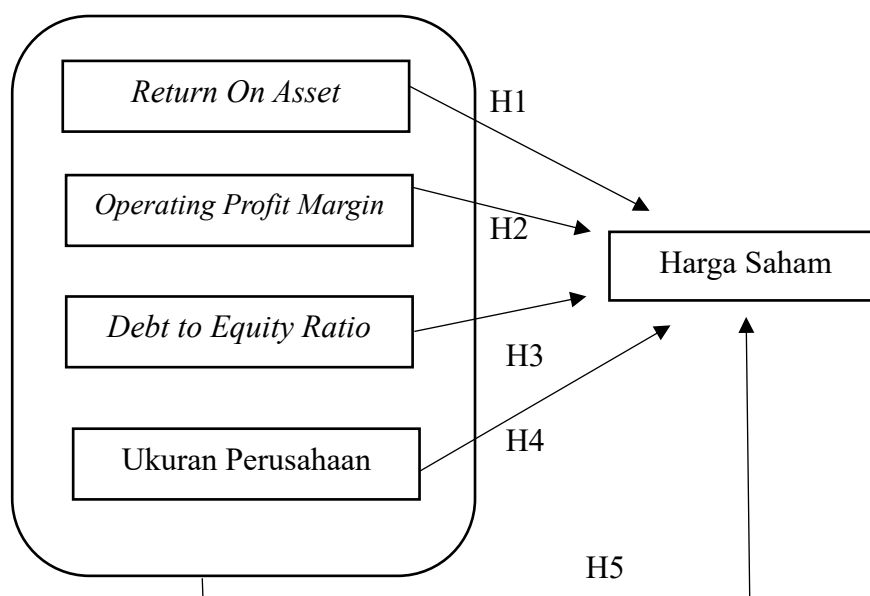 Return On Asset
H1
Operating Profit Margin
H2
Harga Saham
Debt to Equity Ratio
H3
Ukuran Perusahaan
H4
H5